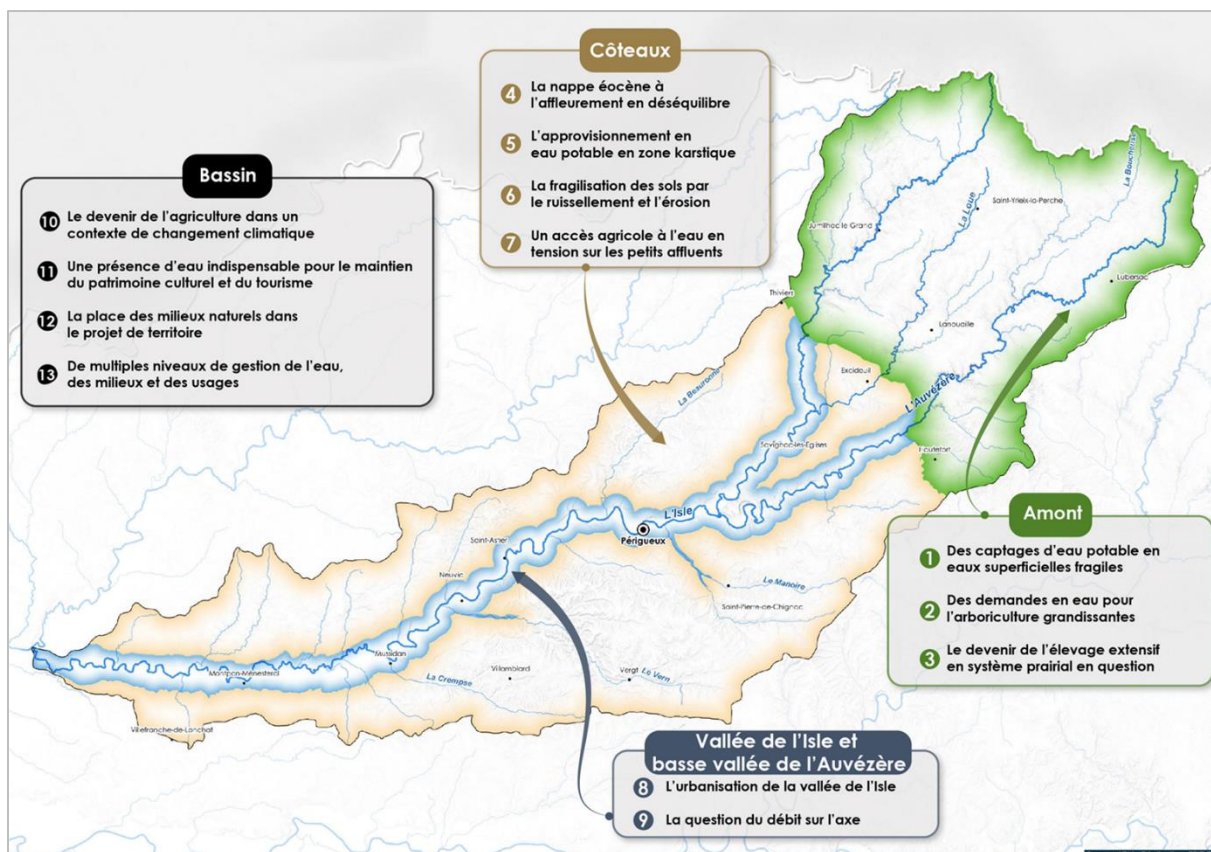 Côteaux
4 La nappe éocène à
l'affleurement en déséquilibre
5 L'approvisionnement en
eau potable en zone karstique
6 La fragilisation des sols par
le ruissellement et l'érosion
7 Un accès agricole à l'eau en
tension sur les petits affluents
Bassin
10 Le devenir de l'agriculture dans un
contexte de changement climatique
11 Une présence d'eau indispensable pour le maintien
du patrimoine culturel et du tourisme
12 La place des milieux naturels dans
le projet de territoire
13 De multiples niveaux de gestion de l'eau,
des milieux et des usages
La Boucheuse
La Loue
Saint-Yrieix-la-Perche
Jumilhac-le-Grand
Lubersac
Thiviers
Lanouaille
Excideuil
La Beauronne
L'Auvézère
Savignac-les-Églises
Hautefort
L'Isle
Périgueux
Saint-Astier
Neuvic
Le Manoire
Saint-Pierre-de-Chignac
Mussidan
Montpon-Ménestérol
Villamblard
Vergt
Le Vern
La Crempse
Villefranche-de-Lonchat
Amont
1 Des captages d'eau potable en
eaux superficielles fragiles
2 Des demandes en eau pour
l'arboriculture grandissantes
3 Le devenir de l'élevage extensif
en système prairial en question
Vallée de l'Isle et
basse vallée de l'Auvézère
8 L'urbanisation de la vallée de l'Isle
9 La question du débit sur l'axe